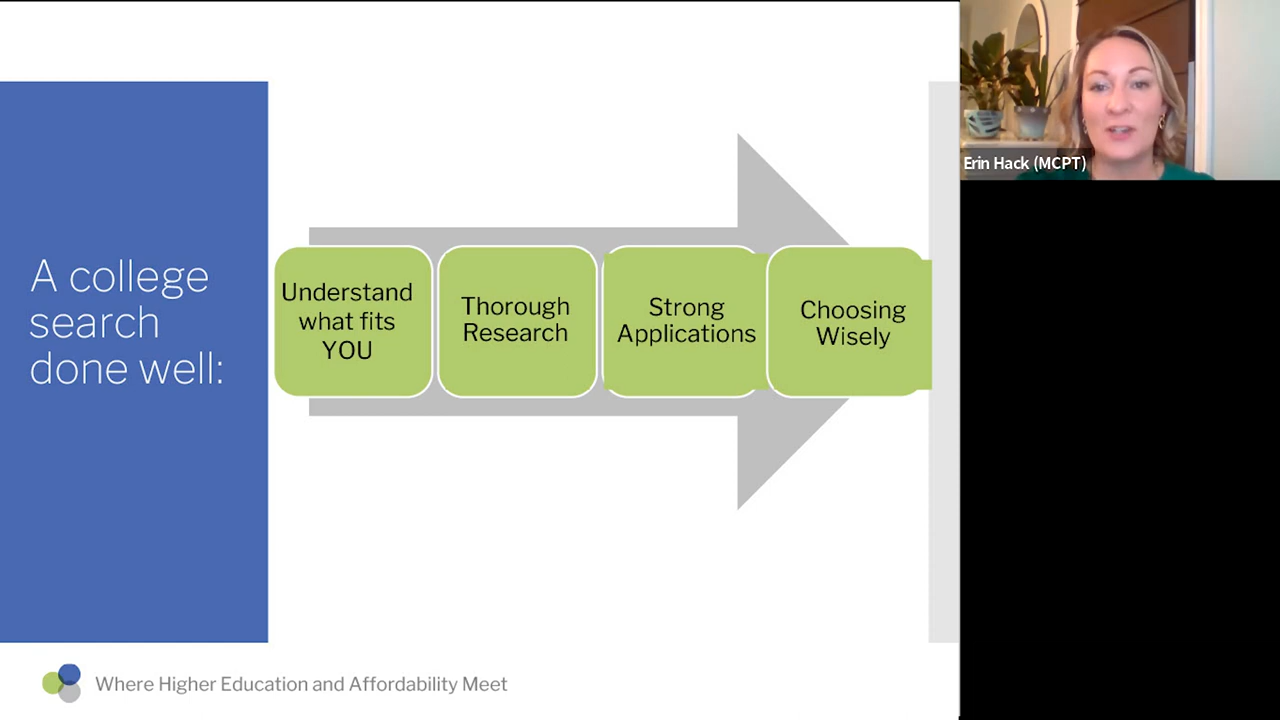 A college
search
done well:
Understand
what fits
YOU
Thorough
Research
Strong
Applications
Choosing
Wisely
Where Higher Education and Affordability Meet
Erin Hack (MCPT)